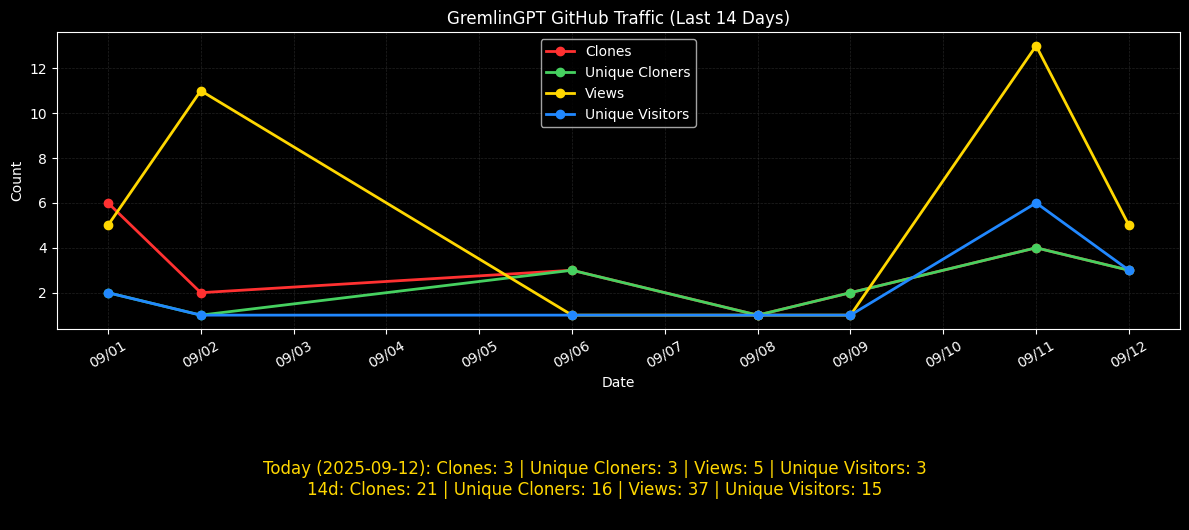 GremlinGPT GitHub Traffic (Last 14 Days)
Clones
Unique Cloners
Views
Unique Visitors
Count
12
10
8
6
4
2
09/01 09/02 09/03 09/04 09/05 09/06 09/07 09/08 09/09 09/10 09/11 09/12
Date
Today (2025-09-12): Clones: 3 | Unique Cloners: 3 | Views: 5 | Unique Visitors: 3
14d: Clones: 21 | Unique Cloners: 16 | Views: 37 | Unique Visitors: 15